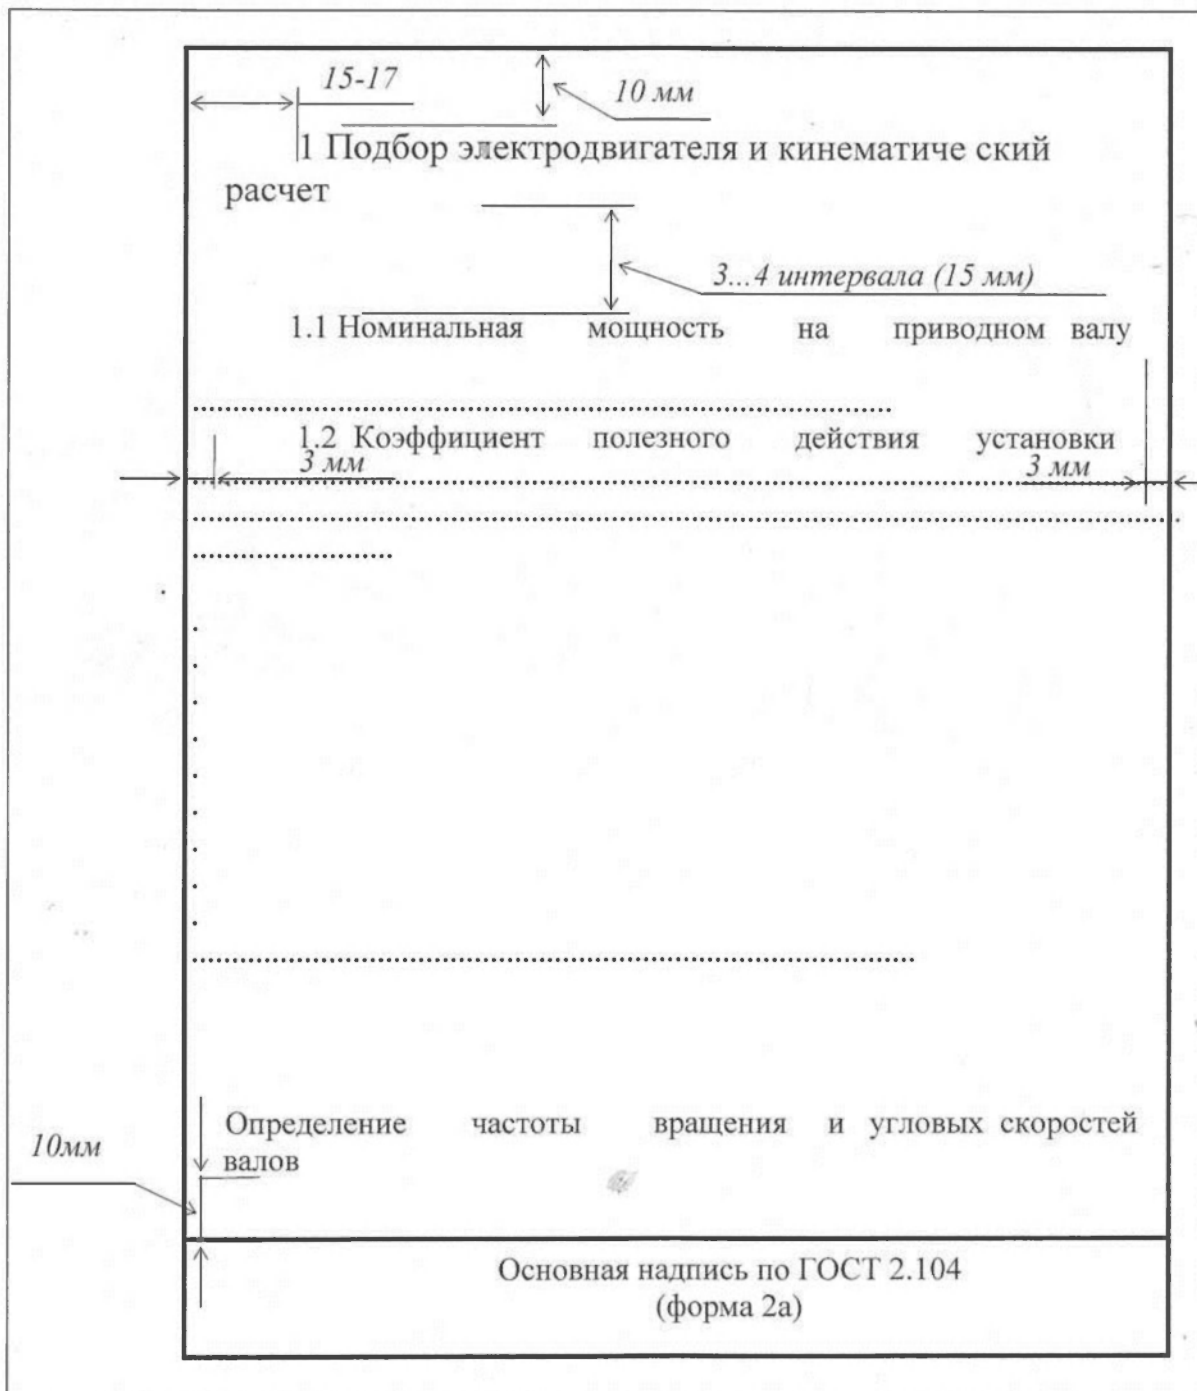 15-17
10 мм
1 Подбор электродвигателя и кинематиче ский
расчет
3...4 интервала (15 мм)
1.1 Номинальная мощность на приводном валу
1.2 Коэффициент полезного действия установки
3 мм
3 мм
Определение частоты вращения и угловых скоростей
10мм
валов
Основная надпись по ГОСТ 2.104
(форма 2а)